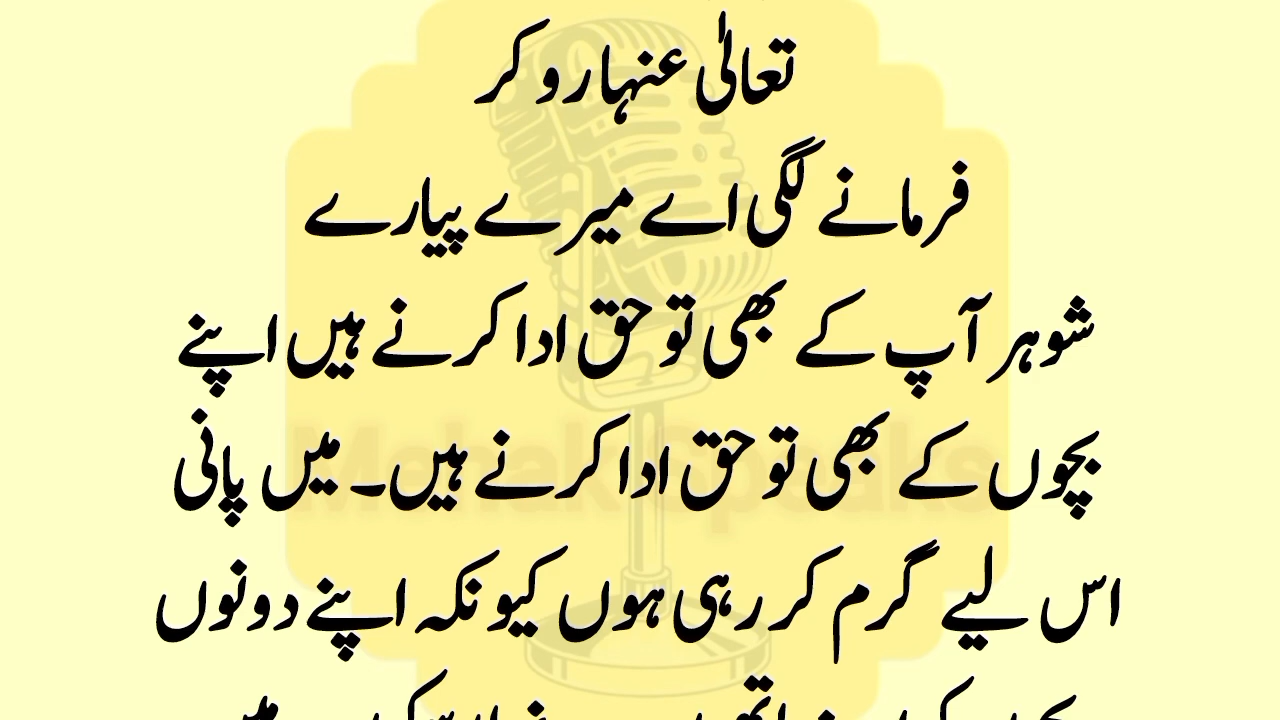 تعالیٰ عنہا رو کر
فرمانے لگی اے میرے پیارے
شوہر آپ کے بھی تو حق ادا کرنے ہیں اپنے
بچوں کے بھی تو حق ادا کرنے ہیں۔ میں پانی
اس لیے گرم کر رہی ہوں کیونکہ اپنے دونوں